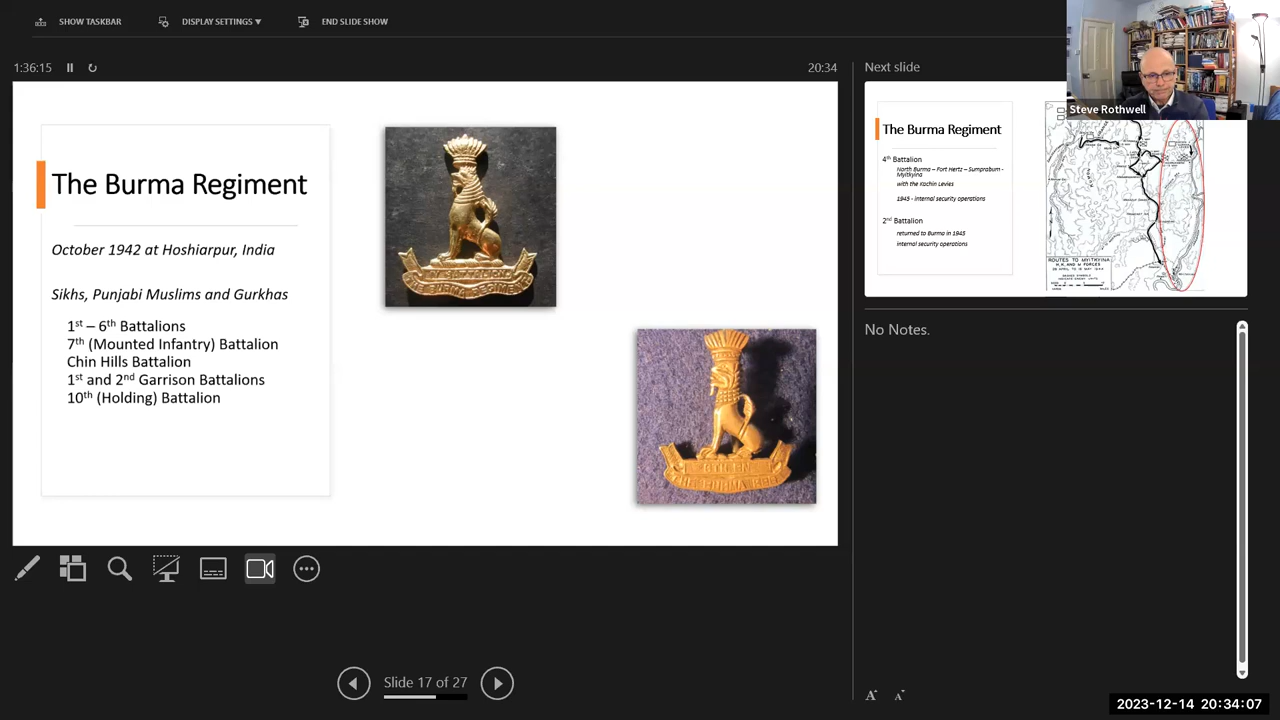 SHOW TASKBAR
DISPLAY SETTINGS ▼
END SLIDE SHOW
1:36:15
20:34
Next slide
Steve Rothwell
The Burma Regiment
October 1942 at Hoshiarpur, India
Sikhs, Punjabi Muslims and Gurkhas
1st – 6th Battalions
7th (Mounted Infantry) Battalion
Chin Hills Battalion
1st and 2nd Garrison Battalions
10th (Holding) Battalion
BATTALION
THE BURMA REGIMENT
6TH BN
THE BURMA REG
The Burma Regiment
4th Battalion
North Burma – Fort Hertz – Sumprabum -
Myitkyina
with the Kachin Levies
1945 - internal security operations
2nd Battalion
returned to Burma in 1945
internal security operations
ROUTES TO MYITKYINA
No Notes.
Slide 17 of 27
A A
2023-12-14 20:34:07